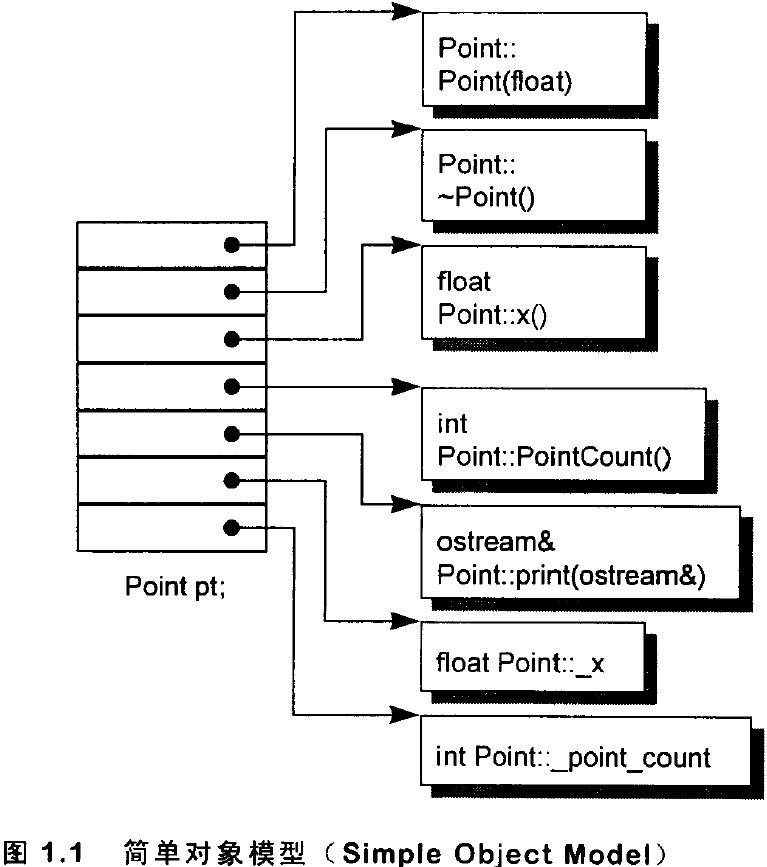 Point::
Point(float)
Point::
~Point()
float
Point::x()
int
Point::PointCount()
ostream&
Point::print(ostream&)
Point pt;
float Point::_x
int Point::_point_count
图 1.1 简单对象模型（Simple Object Model）